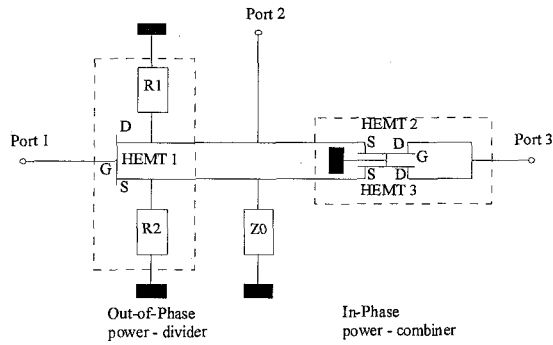 Port 2
R1
D
HEMT 2
Port 1
S D
Port 3
HEMT 1
G
G
S
S D
HEMT 3
R2
Z0
Out-of-Phase
power - divider
In-Phase
power - combiner